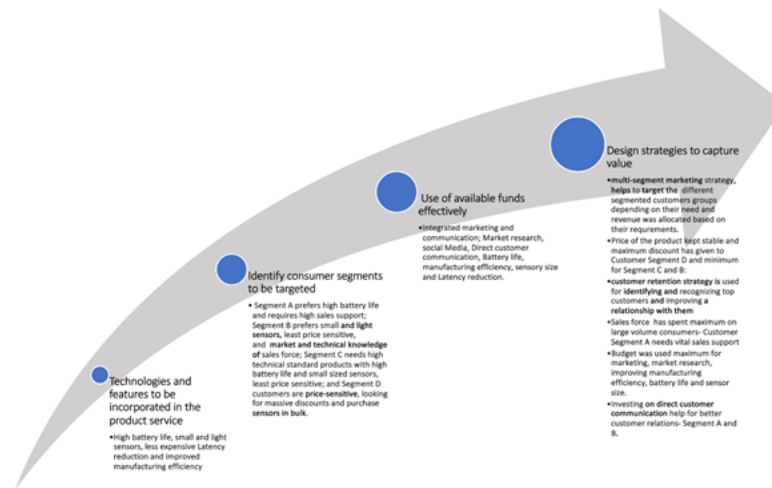 Technologies and
features to be
incorporated in the
product service
•High battery life, small and light
sensors, less expensive Latency
reduction and improved
manufacturing efficiency
Identify consumer segments
to be targeted
• Segment A prefers high battery life
and requires high sales support;
Segment B prefers small and light
sensors, least price sensitive,
and market and technical knowledge
of sales force; Segment C needs high
technical standard products with high
battery life and small sized sensors,
least price sensitive; and Segment D
customers are price-sensitive, looking
for massive discounts and purchase
sensors in bulk.
Use of available funds
effectively
•Integrated marketing and
communication; Market research,
social Media, Direct customer
communication, Battery life,
manufacturing efficiency, sensory size
and Latency reduction.
Design strategies to capture
value
•multi-segment marketing strategy,
helps to target the different
segmented customers groups
depending on their need and
revenue was allocated based on
their requrements.
•Price of the product kept stable and
maximum discount has given to
Customer Segment D and minimum
for Segment C and B:
•customer retention strategy is used
for identifying and recognizing top
customers and improving a
relationship with them
•Sales force has spent maximum on
large volume consumers- Customer
Segment A needs vital sales support
•Budget was used maximum for
marketing, market research,
improving manufacturing
efficiency, battery life and sensor
size.
•Investing on direct customer
communication help for better
customer relations- Segment A and
B.